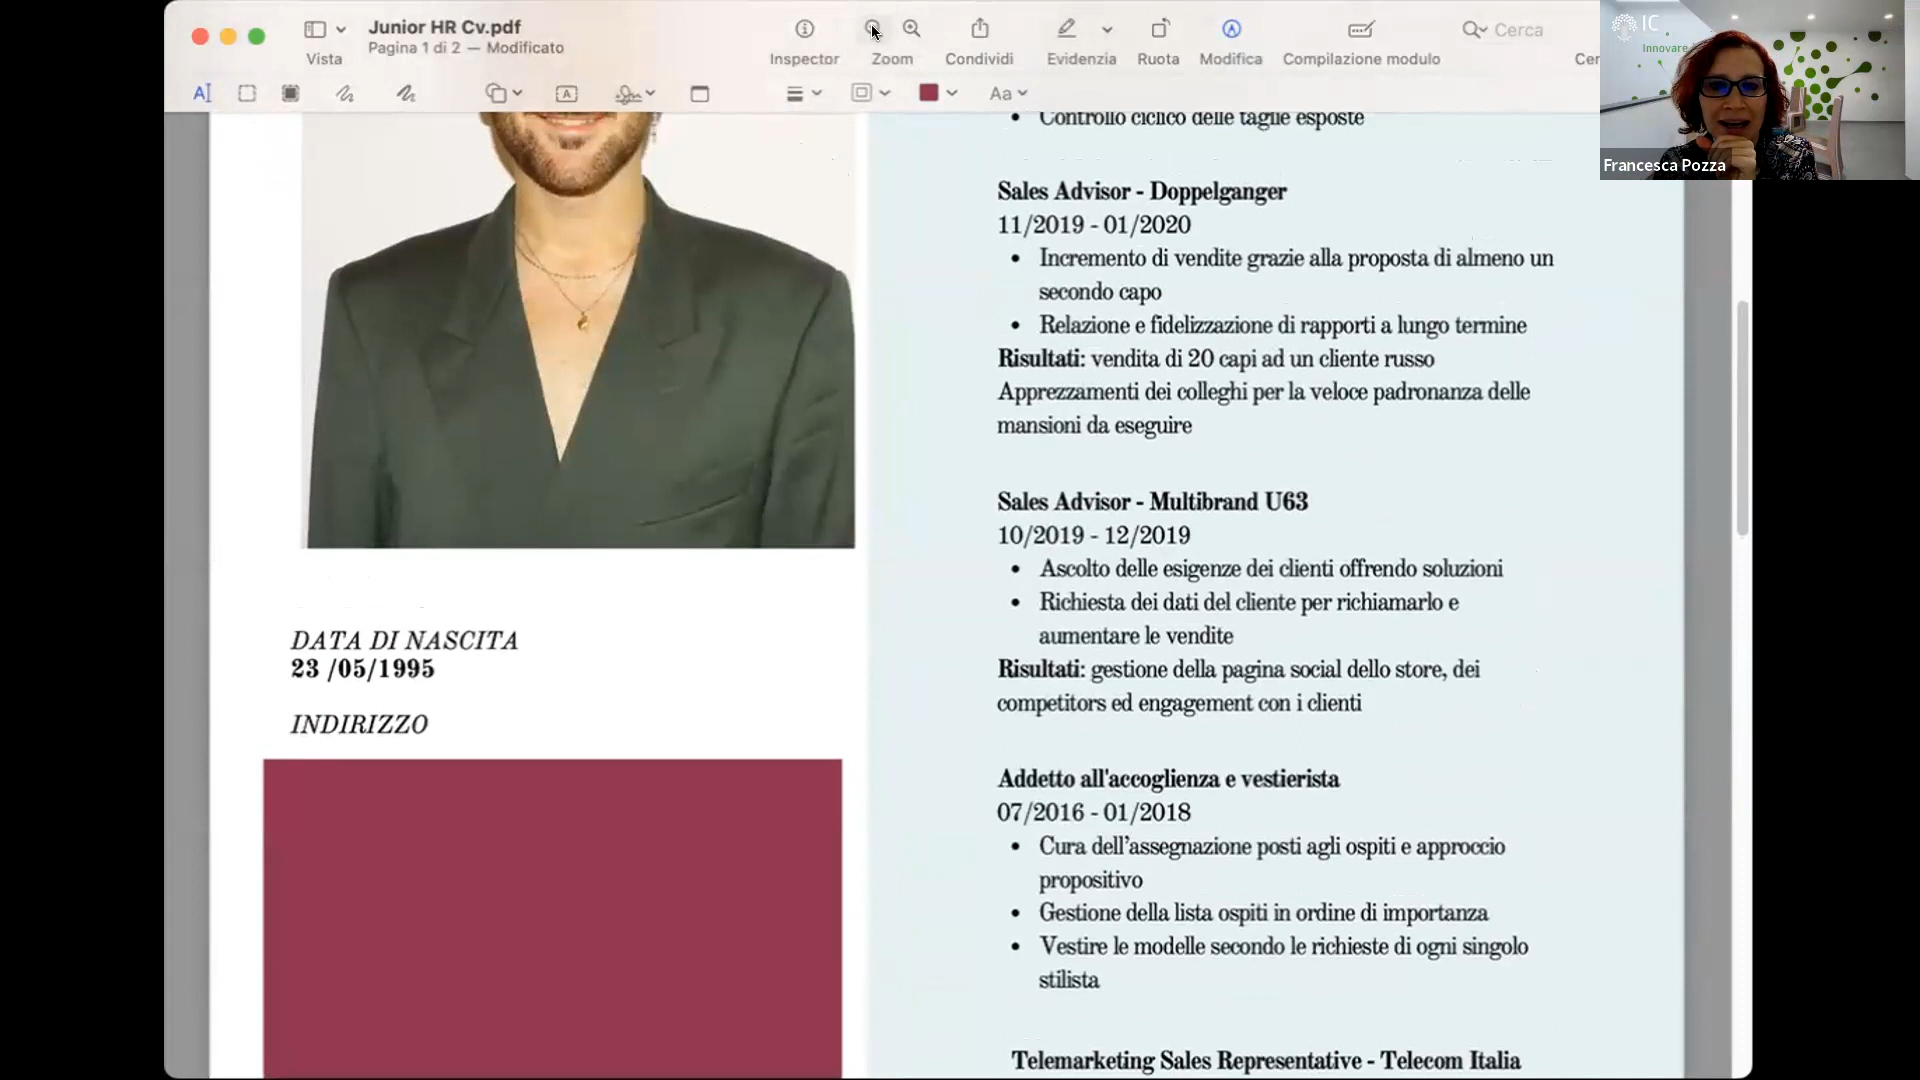 Junior HR Cv.pdf
Pagina 1 di 2 — Modificato
Vista
Inspector
Zoom
Condividi
Evidenzia
Ruota
Modifica
Compilazione modulo
Cerca
Aa
IC
Innovare
Francesca Pozza
DATA DI NASCITA
23 /05/1995
INDIRIZZO
• Controllo ciclico delle taglie esposte
Sales Advisor - Doppelganger
11/2019 - 01/2020
• Incremento di vendite grazie alla proposta di almeno un
secondo capo
• Relazione e fidelizzazione di rapporti a lungo termine
Risultati: vendita di 20 capi ad un cliente russo
Apprezzamenti dei colleghi per la veloce padronanza delle
mansioni da eseguire
Sales Advisor - Multibrand U63
10/2019 - 12/2019
• Ascolto delle esigenze dei clienti offrendo soluzioni
• Richiesta dei dati del cliente per richiamarlo e
aumentare le vendite
Risultati: gestione della pagina social dello store, dei
competitors ed engagement con i clienti
Addetto all'accoglienza e vestierista
07/2016 - 01/2018
• Cura dell’assegnazione posti agli ospiti e approccio
propositivo
• Gestione della lista ospiti in ordine di importanza
• Vestire le modelle secondo le richieste di ogni singolo
stilista
Telemarketing Sales Representative - Telecom Italia